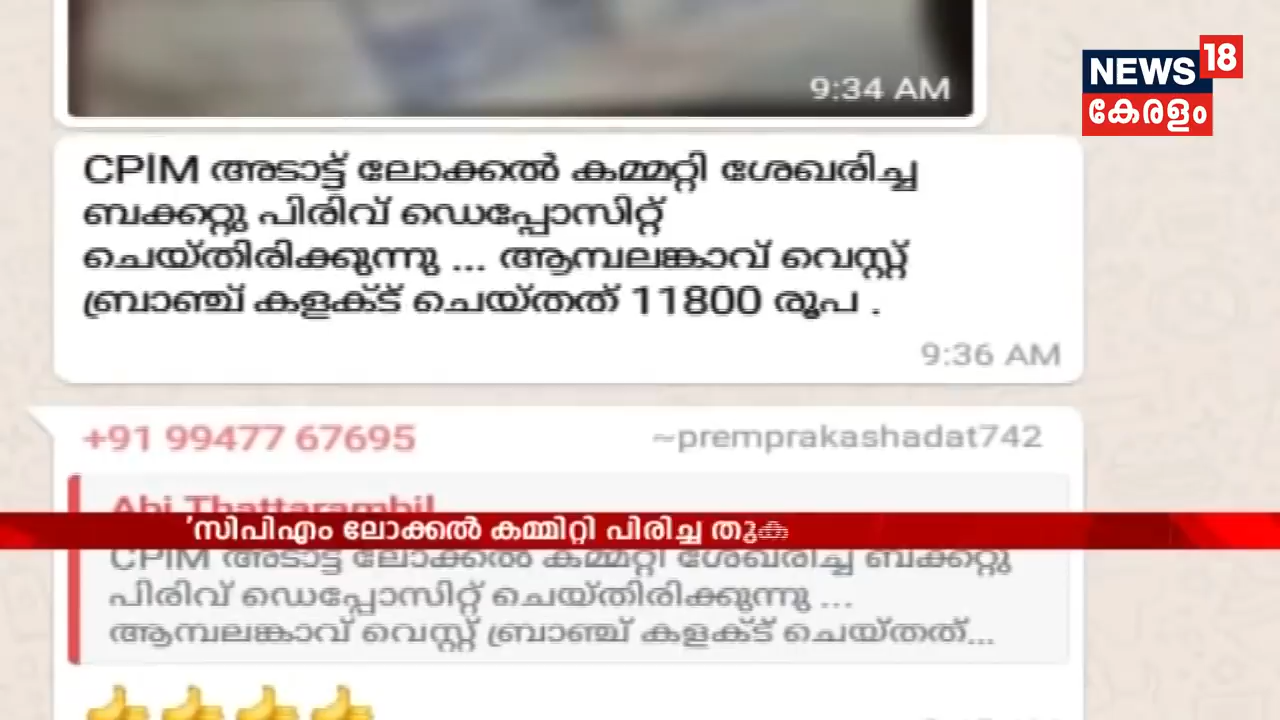 9:34 AM
NEWS 18
കേരളം
CPIM അടാട്ട് ലോക്കൽ കമ്മറ്റി ശേഖരിച്ച
ബക്കറ്റു പിരിവ് ഡെപ്പോസിറ്റ്
ചെയ്തിരിക്കുന്നു ... ആമ്പലങ്കാവ് വെസ്റ്റ്
ബ്രാഞ്ച് കളക്ട് ചെയ്തത് 11800 രൂപ .
9:36 AM
+91 99477 67695 ~premprakashadat742
Abi Thattarambil
'സിപിഎം ലോക്കൽ കമ്മിറ്റി പിരിച്ച തുക
CPIM അടാട്ട് ലോക്കൽ കമ്മറ്റി ശേഖരിച്ച ബക്കറ്റു
പിരിവ് ഡെപ്പോസിറ്റ് ചെയ്തിരിക്കുന്നു ...
ആമ്പലങ്കാവ് വെസ്റ്റ് ബ്രാഞ്ച് കളക്ട് ചെയ്തത്...